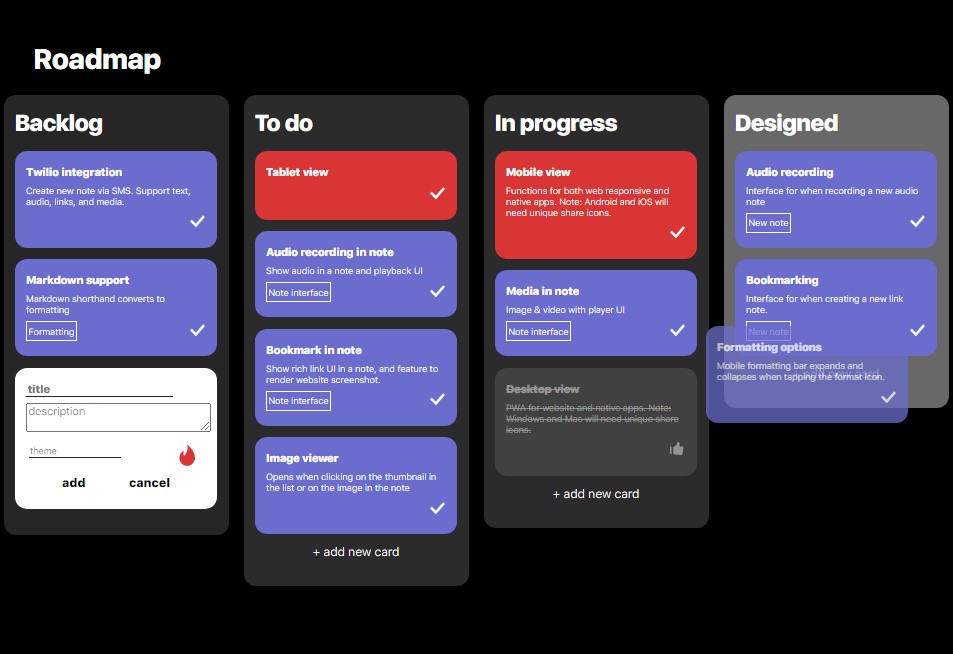 Roadmap
Backlog
Twilio integration
Create new note via SMS. Support text,
audio, links, and media.
Markdown support
Markdown shorthand converts to
formatting
Formatting
title
description
theme
add
cancel
To do
Tablet view
Audio recording in note
Show audio in a note and playback UI
Note interface
Bookmark in note
Show rich link UI in a note, and feature to
render website screenshot.
Note interface
Image viewer
Opens when clicking on the thumbnail in
the list or on the image in the note
+ add new card
In progress
Mobile view
Functions for both web responsive and
native apps. Note: Android and iOS will
need unique share icons.
Media in note
Image & video with player UI
Note interface
Desktop view
PWA for website and native apps. Note:
Windows and Mac will need unique share
icons.
+ add new card
Designed
Audio recording
Interface for when recording a new audio
note
New note
Bookmarking
Interface for when creating a new link
note.
New note
Formatting options
Mobile formatting bar expands and
collapses when tapping the format icon.